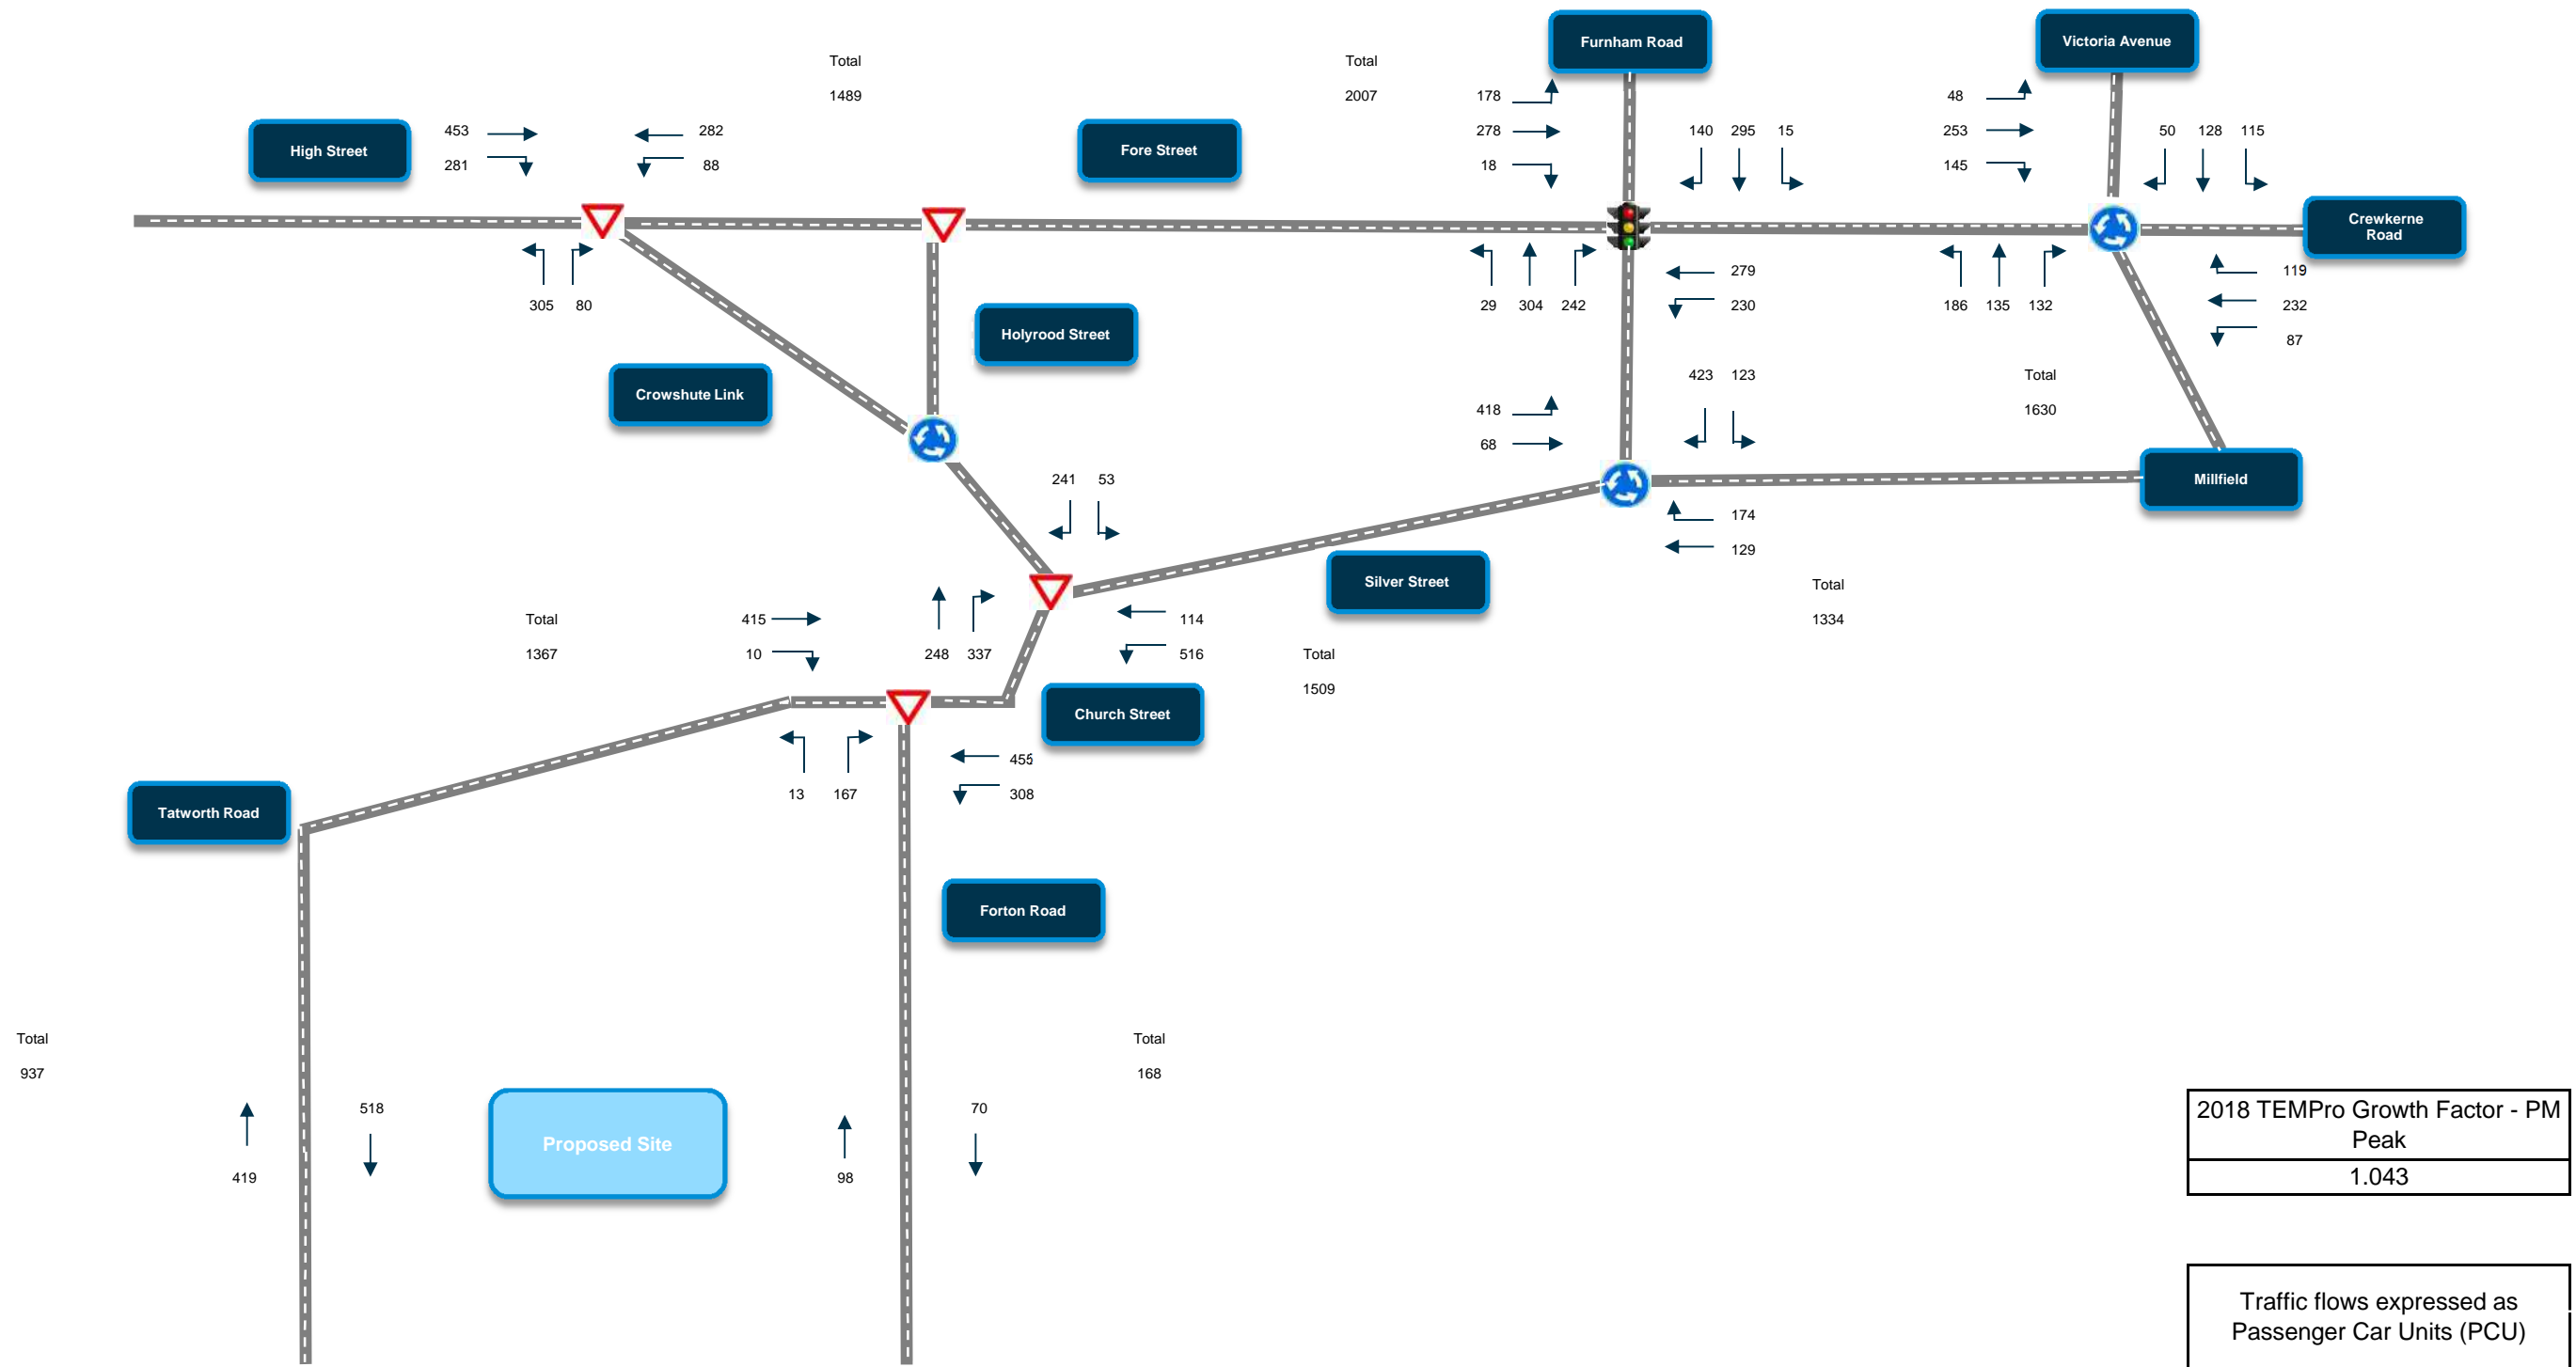 Furnham Road
Victoria Avenue
Total
Total
1489
2007
178
48
High Street
453
282
Fore Street
278
140 295 15
253
50 128 115
281
88
18
145
Crewkerne
Road
279
119
305 80
29 304 242
230
186 135 132
232
Holyrood Street
87
Crowshute Link
423 123
Total
418
1630
68
241 53
Millfield
174
129
Silver Street
Total
Total
415
114
1334
1367
10
248 337
516
Total
1509
Church Street
455
13 167
308
Tatworth Road
Forton Road
Total
Total
937
168
518
70
Proposed Site
419
98
2018 TEMPro Growth Factor - PM
Peak
1.043
Traffic flows expressed as
Passenger Car Units (PCU)